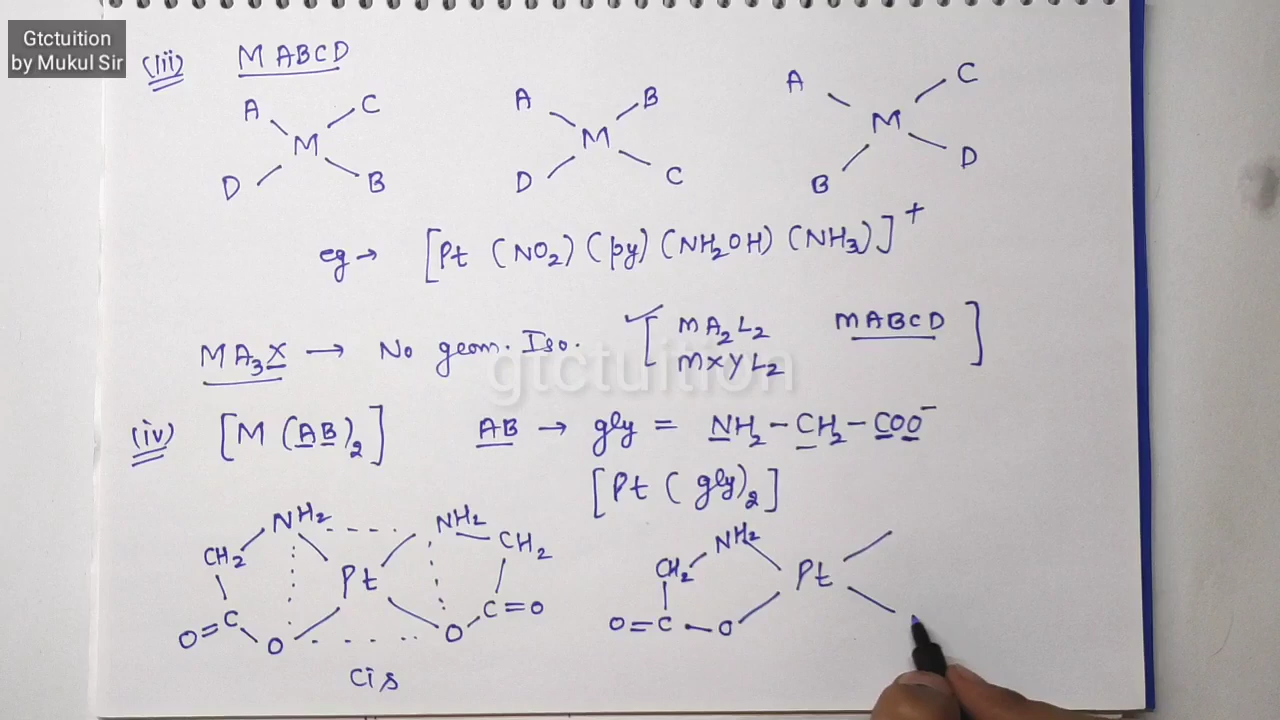 Gtctuition
by Mukul Sir
(iii) MABCD
A C
M
D B
A B
M
D C
A C
M
B D
eg → [Pt (NO2) (py) (NH2OH) (NH3)]+
MA3X → No geom. Iso. [MA2L2 MXYL2 MABCD]
gtctuition
(iv) [M (AB)2] AB → gly = NH2-CH2-COO-
[Pt (gly)2]
NH2 NH2
CH2 CH2
Pt
O=C C=O
O O
cis
NH2
CH2 Pt
O=C-O